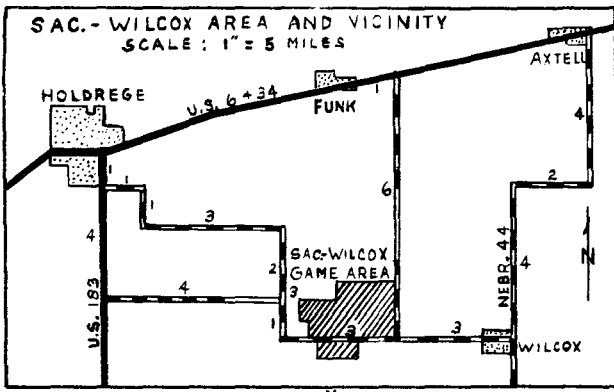 SAC.- WILCOX AREA AND VICINITY
SCALE : 1" = 5 MILES
AXTELL
HOLDREGE
U.S. 6 + 34
1
FUNK
4
1
1
2
1
3
6
4
SAC-WILCOX
GAME AREA
2
NEBR. 44
4
N
U.S. 183
4
3
1
3
3
WILCOX